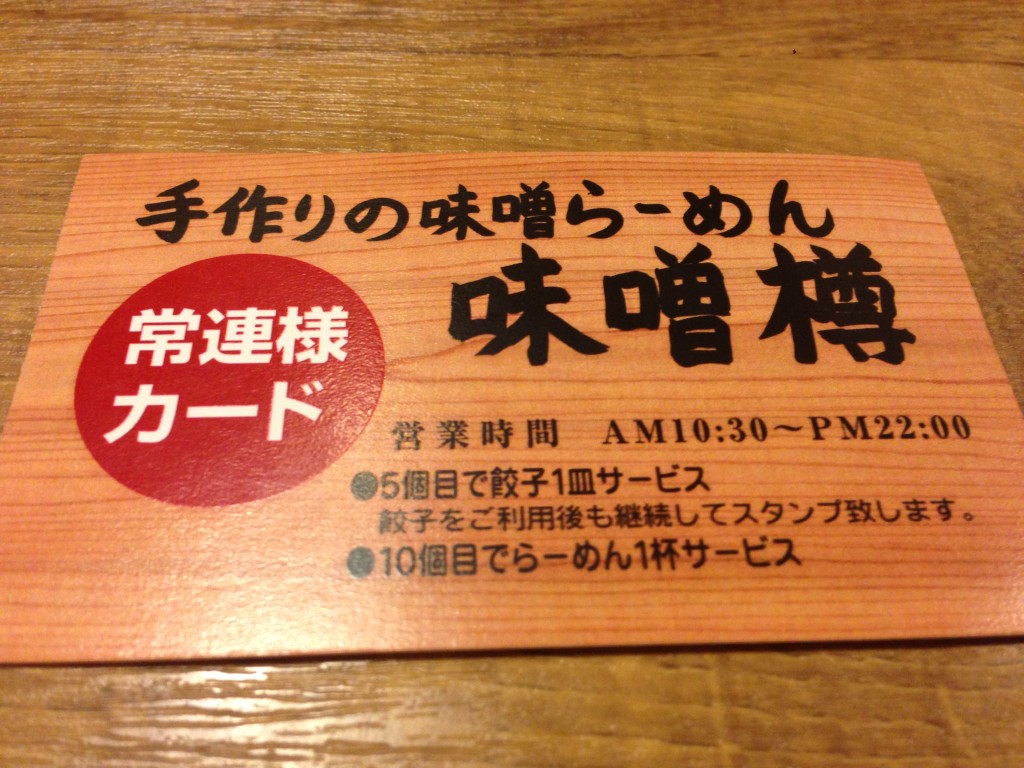 手作りの味噌らーめん
味噌樽
常連様
カード
営業時間 AM10:30～PM22:00
●5個目で餃子1皿サービス
餃子をご利用後も継続してスタンプ致します。
●10個目でらーめん1杯サービス